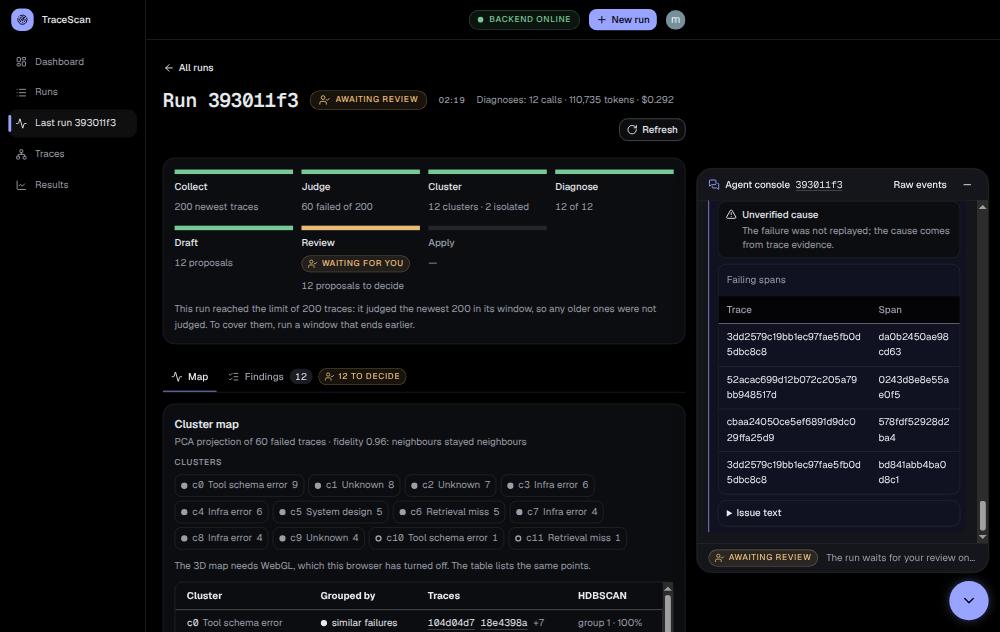 TraceScan
BACKEND ONLINE
New run
m
Dashboard
Runs
Last run 393011f3
Traces
Results
All runs
Run 393011f3
AWAITING REVIEW
02:19
Diagnoses: 12 calls · 110,735 tokens · $0.292
Refresh
Collect
200 newest traces
Judge
60 failed of 200
Cluster
12 clusters · 2 isolated
Diagnose
12 of 12
Draft
12 proposals
Review
WAITING FOR YOU
12 proposals to decide
Apply
—
This run reached the limit of 200 traces: it judged the newest 200 in its window, so any older ones were not
judged. To cover them, run a window that ends earlier.
Map
Findings 12
12 TO DECIDE
Cluster map
PCA projection of 60 failed traces · fidelity 0.96: neighbours stayed neighbours
CLUSTERS
c0 Tool schema error 9
c1 Unknown 8
c2 Unknown 7
c3 Infra error 6
c4 Infra error 6
c5 System design 5
c6 Retrieval miss 5
c7 Infra error 4
c8 Infra error 4
c9 Unknown 4
c10 Tool schema error 1
c11 Retrieval miss 1
The 3D map needs WebGL, which this browser has turned off. The table lists the same points.
Cluster Grouped by Traces HDBSCAN
c0 Tool schema error similar failures 104d04d7 18e4398a +7 group 1 · 100%
Agent console 393011f3
Raw events
Unverified cause
The failure was not replayed; the cause comes
from trace evidence.
Failing spans
Trace Span
3dd2579c19bb1ec97fae5fb0d da0b2450ae98
5dbc8c8 cd63
52acac699d12b072c205a79 0243d8e8e55a
bb948517d e0f5
cbaa24050ce5ef6891d9dc0 578fdf52928d2
29ffa25d9 ba4
3dd2579c19bb1ec97fae5fb0d bd841abb4ba0
5dbc8c8 d8c1
Issue text
AWAITING REVIEW
The run waits for your review on…